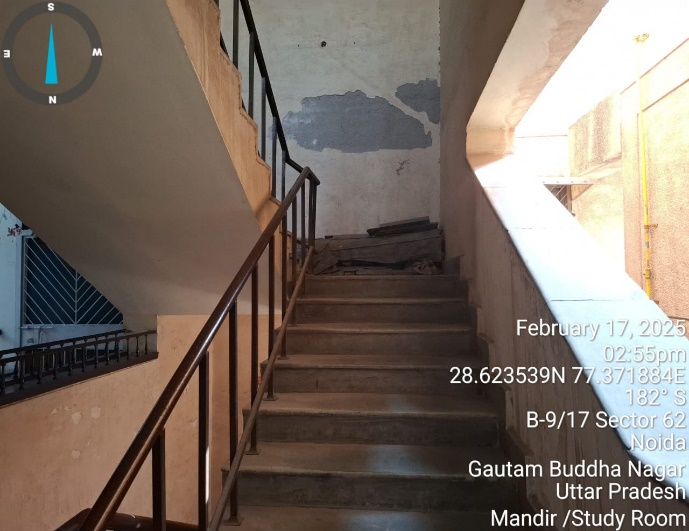 S
E W
N
February 17, 2025
02:55pm
28.623539N 77.371884E
182° S
B-9/17 Sector 62
Noida
Gautam Buddha Nagar
Uttar Pradesh
Mandir /Study Room